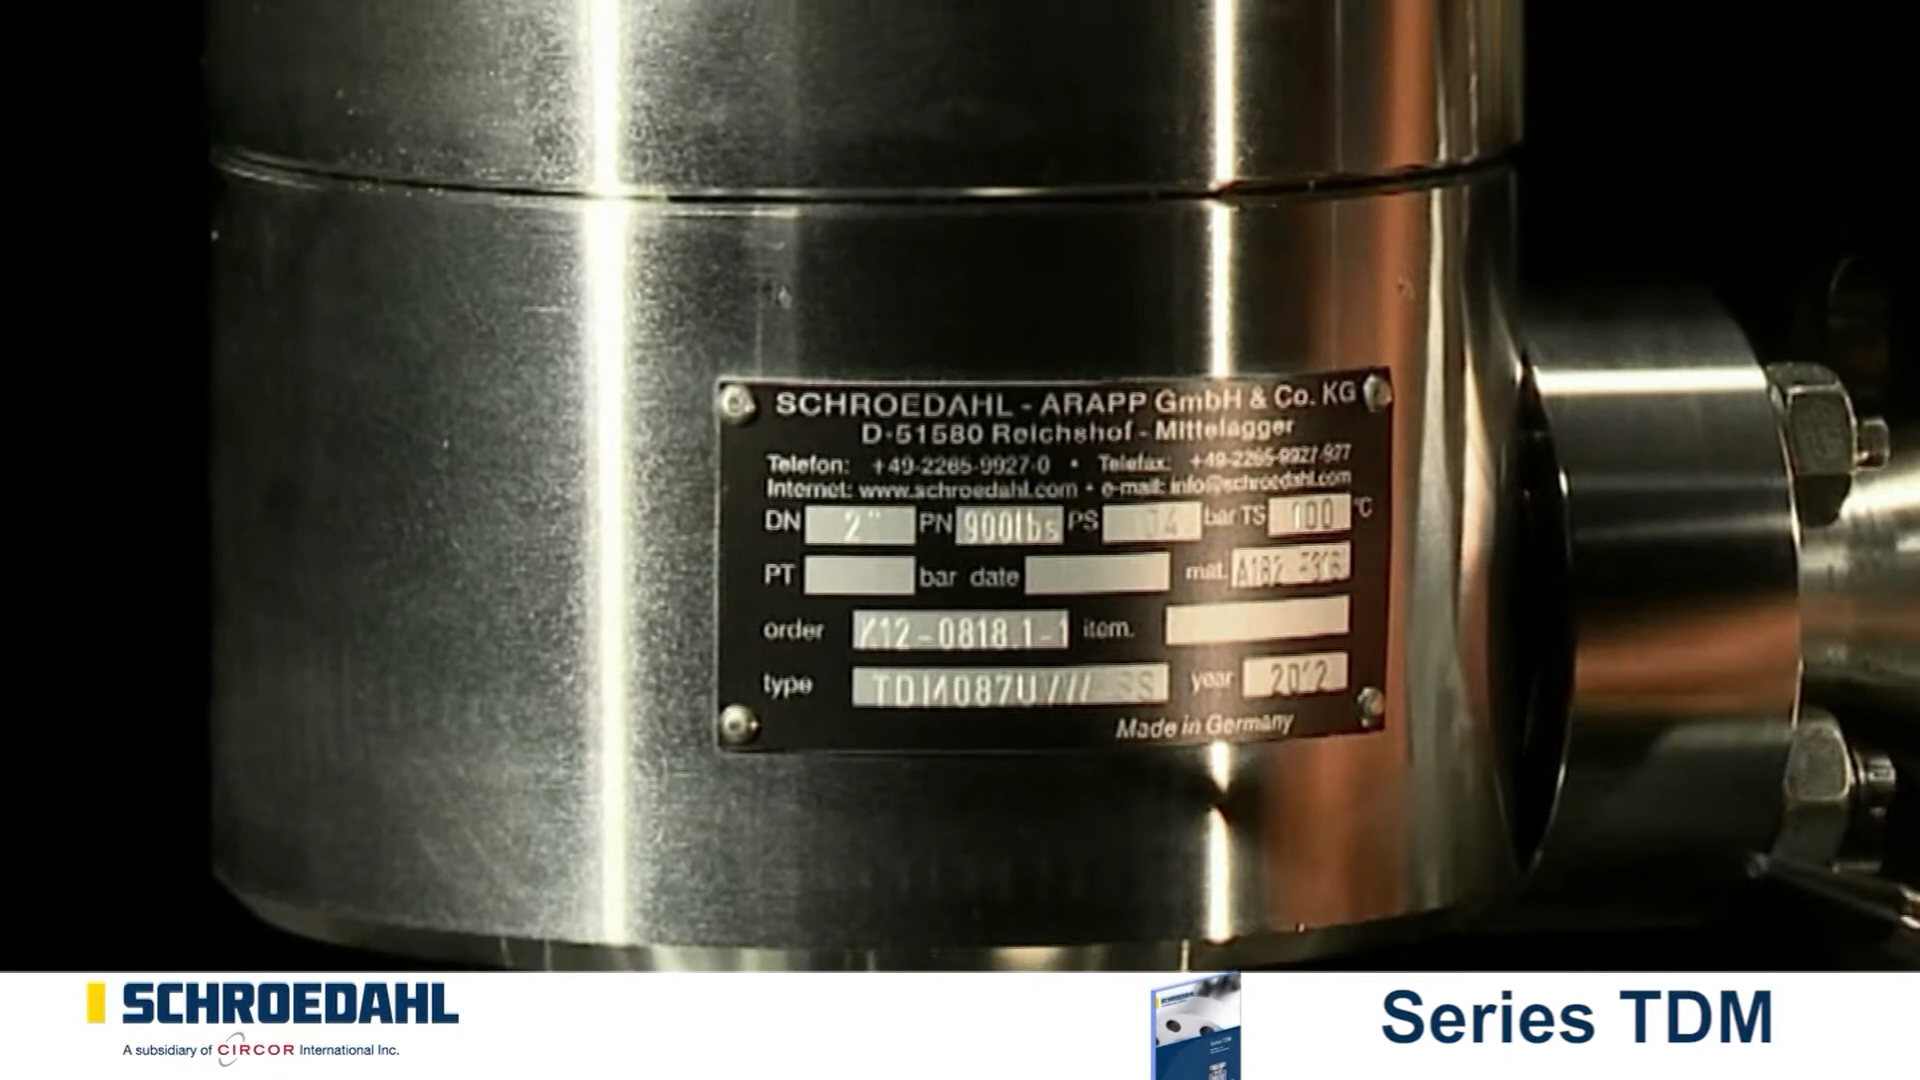 SCHROEDAHL - ARAPP GmbH & Co. KG
D-51580 Reichshof - Mittelagger
Telefon: +49-2265-9927-0 • Telefax: +49-2265-9927-977
Internet: www.schroedahl.com • e-mail: info@schroedahl.com
DN 2" PN 900lbs PS bar TS 100 °C
PT bar date mat. A182
order K12-0818.1-1 item.
type TDM087U year 2012
Made in Germany
SCHROEDAHL
A subsidiary of CIRCOR International Inc.
Series TDM